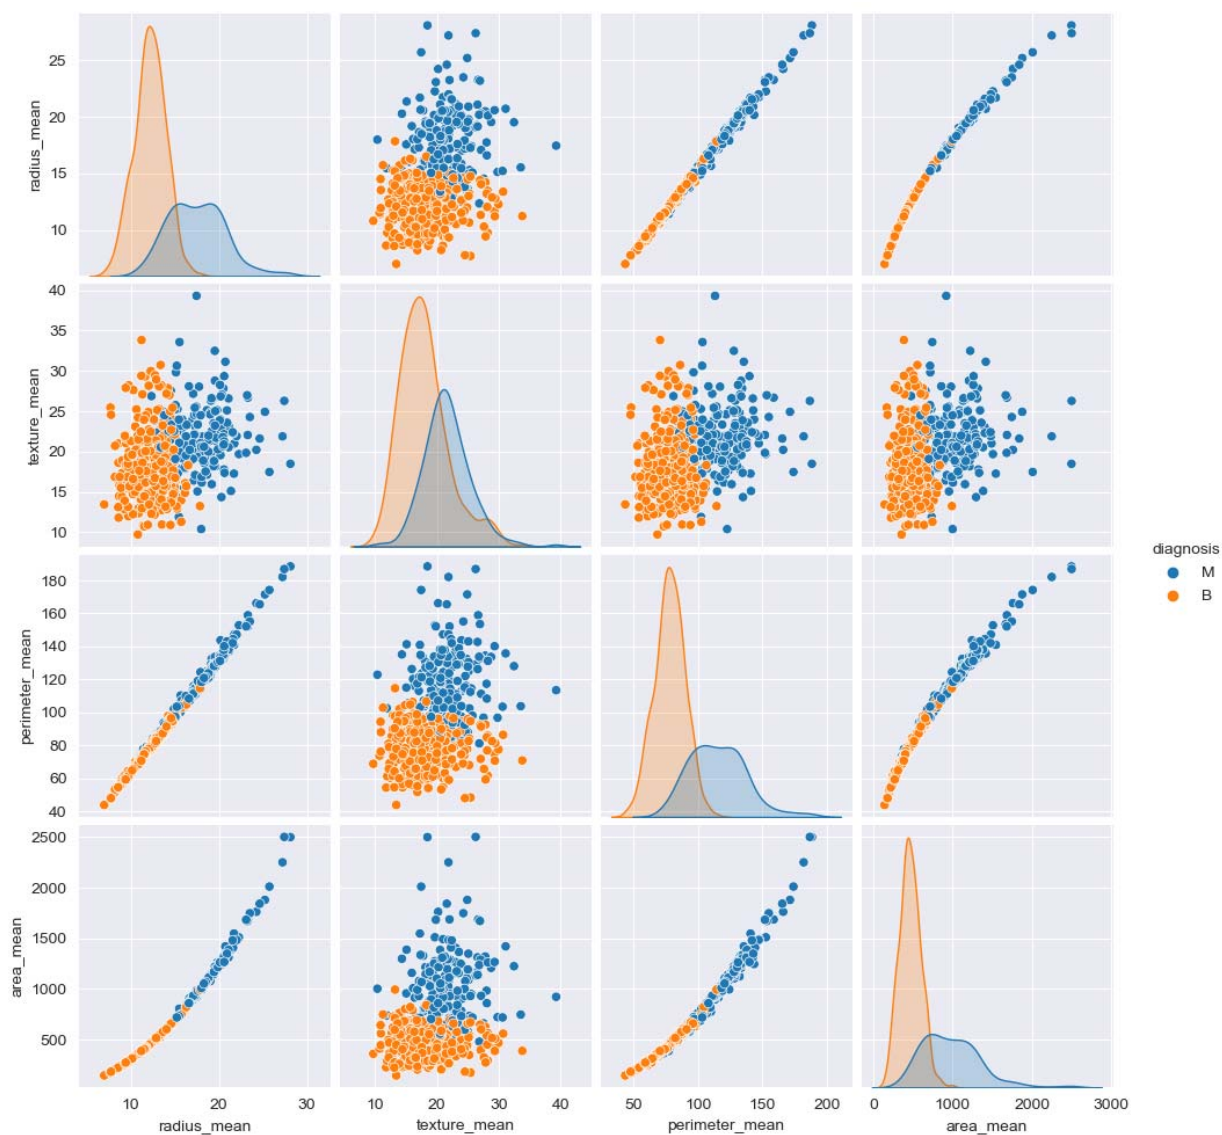 radius_mean
25
20
15
10
texture_mean
40
35
30
25
20
15
10
diagnosis
M
B
perimeter_mean
180
160
140
120
100
80
60
40
area_mean
2500
2000
1500
1000
500
10 20 30 10 20 30 40 50 100 150 200 0 1000 2000 3000
radius_mean texture_mean perimeter_mean area_mean